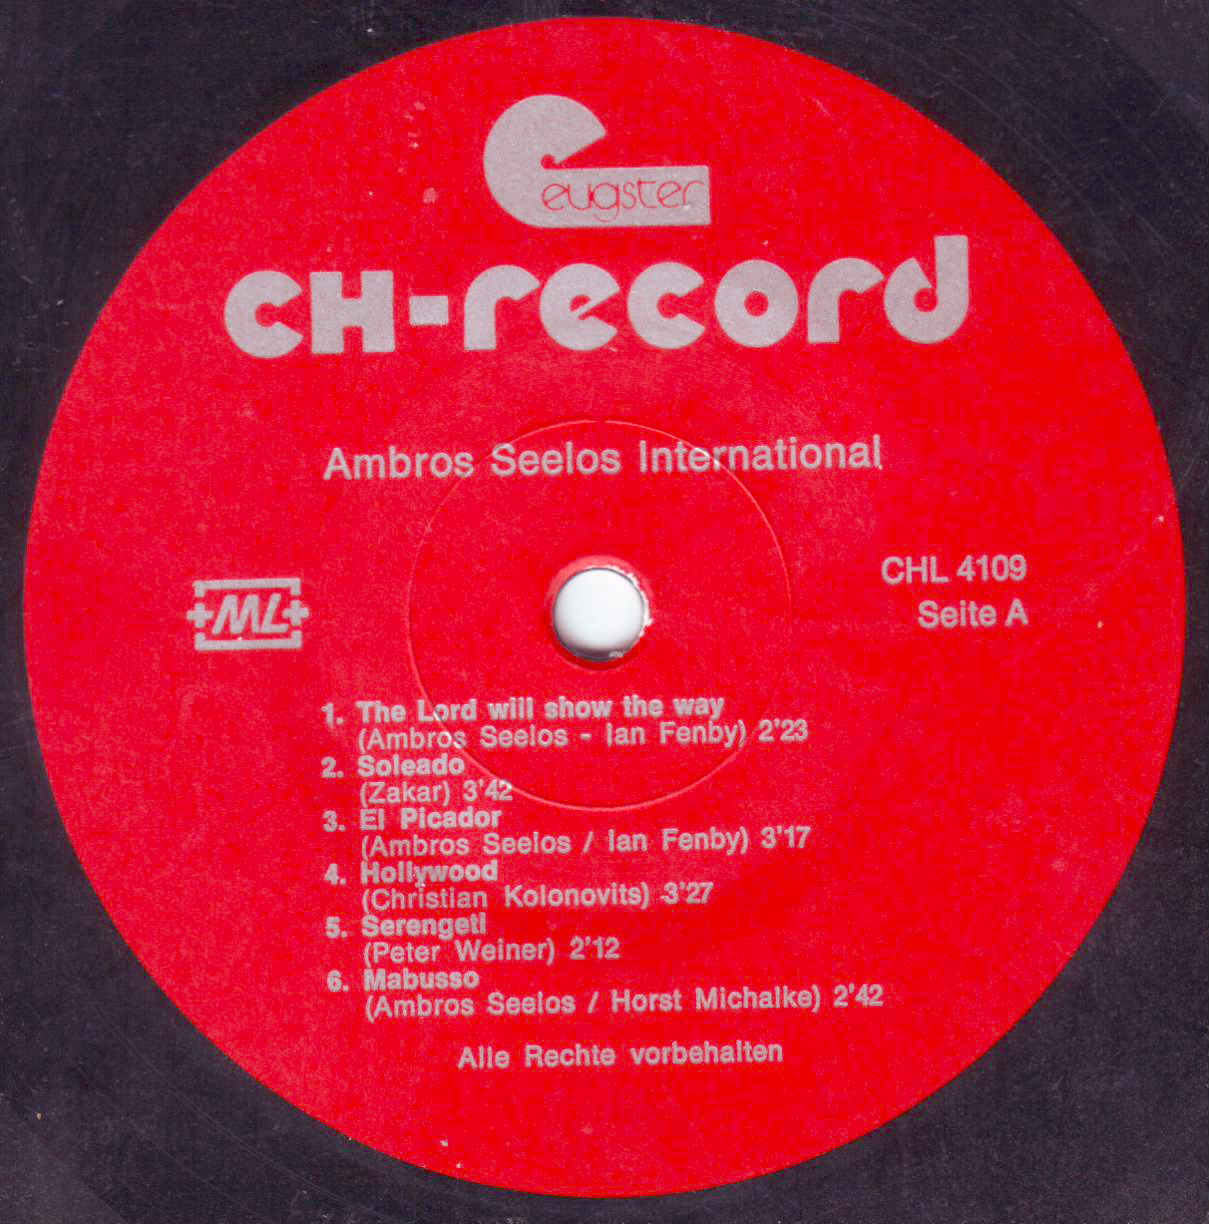 eugster
CH-record
Ambros Seelos International
CHL 4109
Seite A
ML
1. The Lord will show the way
(Ambros Seelos - Ian Fenby) 2'23
2. Soleado
(Zakar) 3'42
3. El Picador
(Ambros Seelos / Ian Fenby) 3'17
4. Hollywood
(Christian Kolonovits) 3'27
5. Serengeti
(Peter Weiner) 2'12
6. Mabusso
(Ambros Seelos / Horst Michalke) 2'42
Alle Rechte vorbehalten